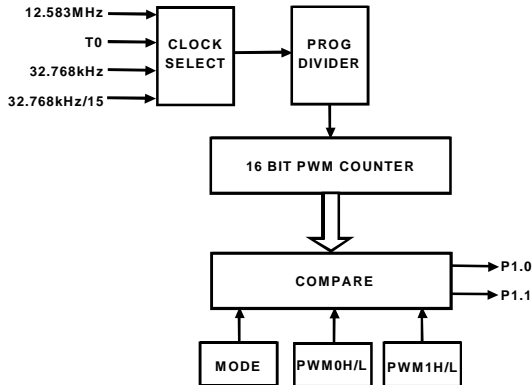 12.583MHz
T0
32.768kHz
32.768kHz/15
CLOCK
SELECT
PROG
DIVIDER
16 BIT PWM COUNTER
COMPARE
P1.0
P1.1
MODE
PWM0H/L
PWM1H/L